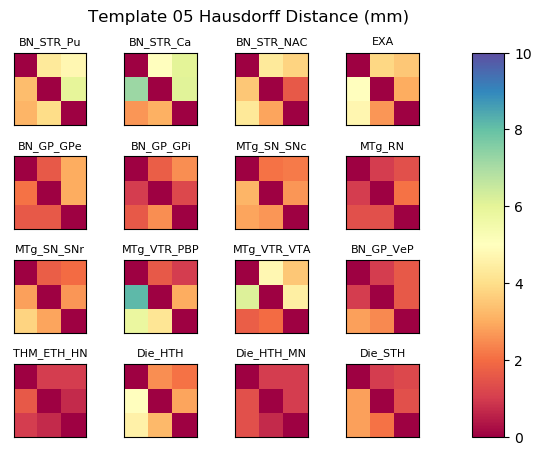 Template 05 Hausdorff Distance (mm)
BN_STR_Pu BN_STR_Ca BN_STR_NAC EXA
BN_GP_GPe BN_GP_GPi MTg_SN_SNc MTg_RN
MTg_SN_SNr MTg_VTR_PBP MTg_VTR_VTA BN_GP_VeP
THM_ETH_HN Die_HTH Die_HTH_MN Die_STH
10
8
6
4
2
0